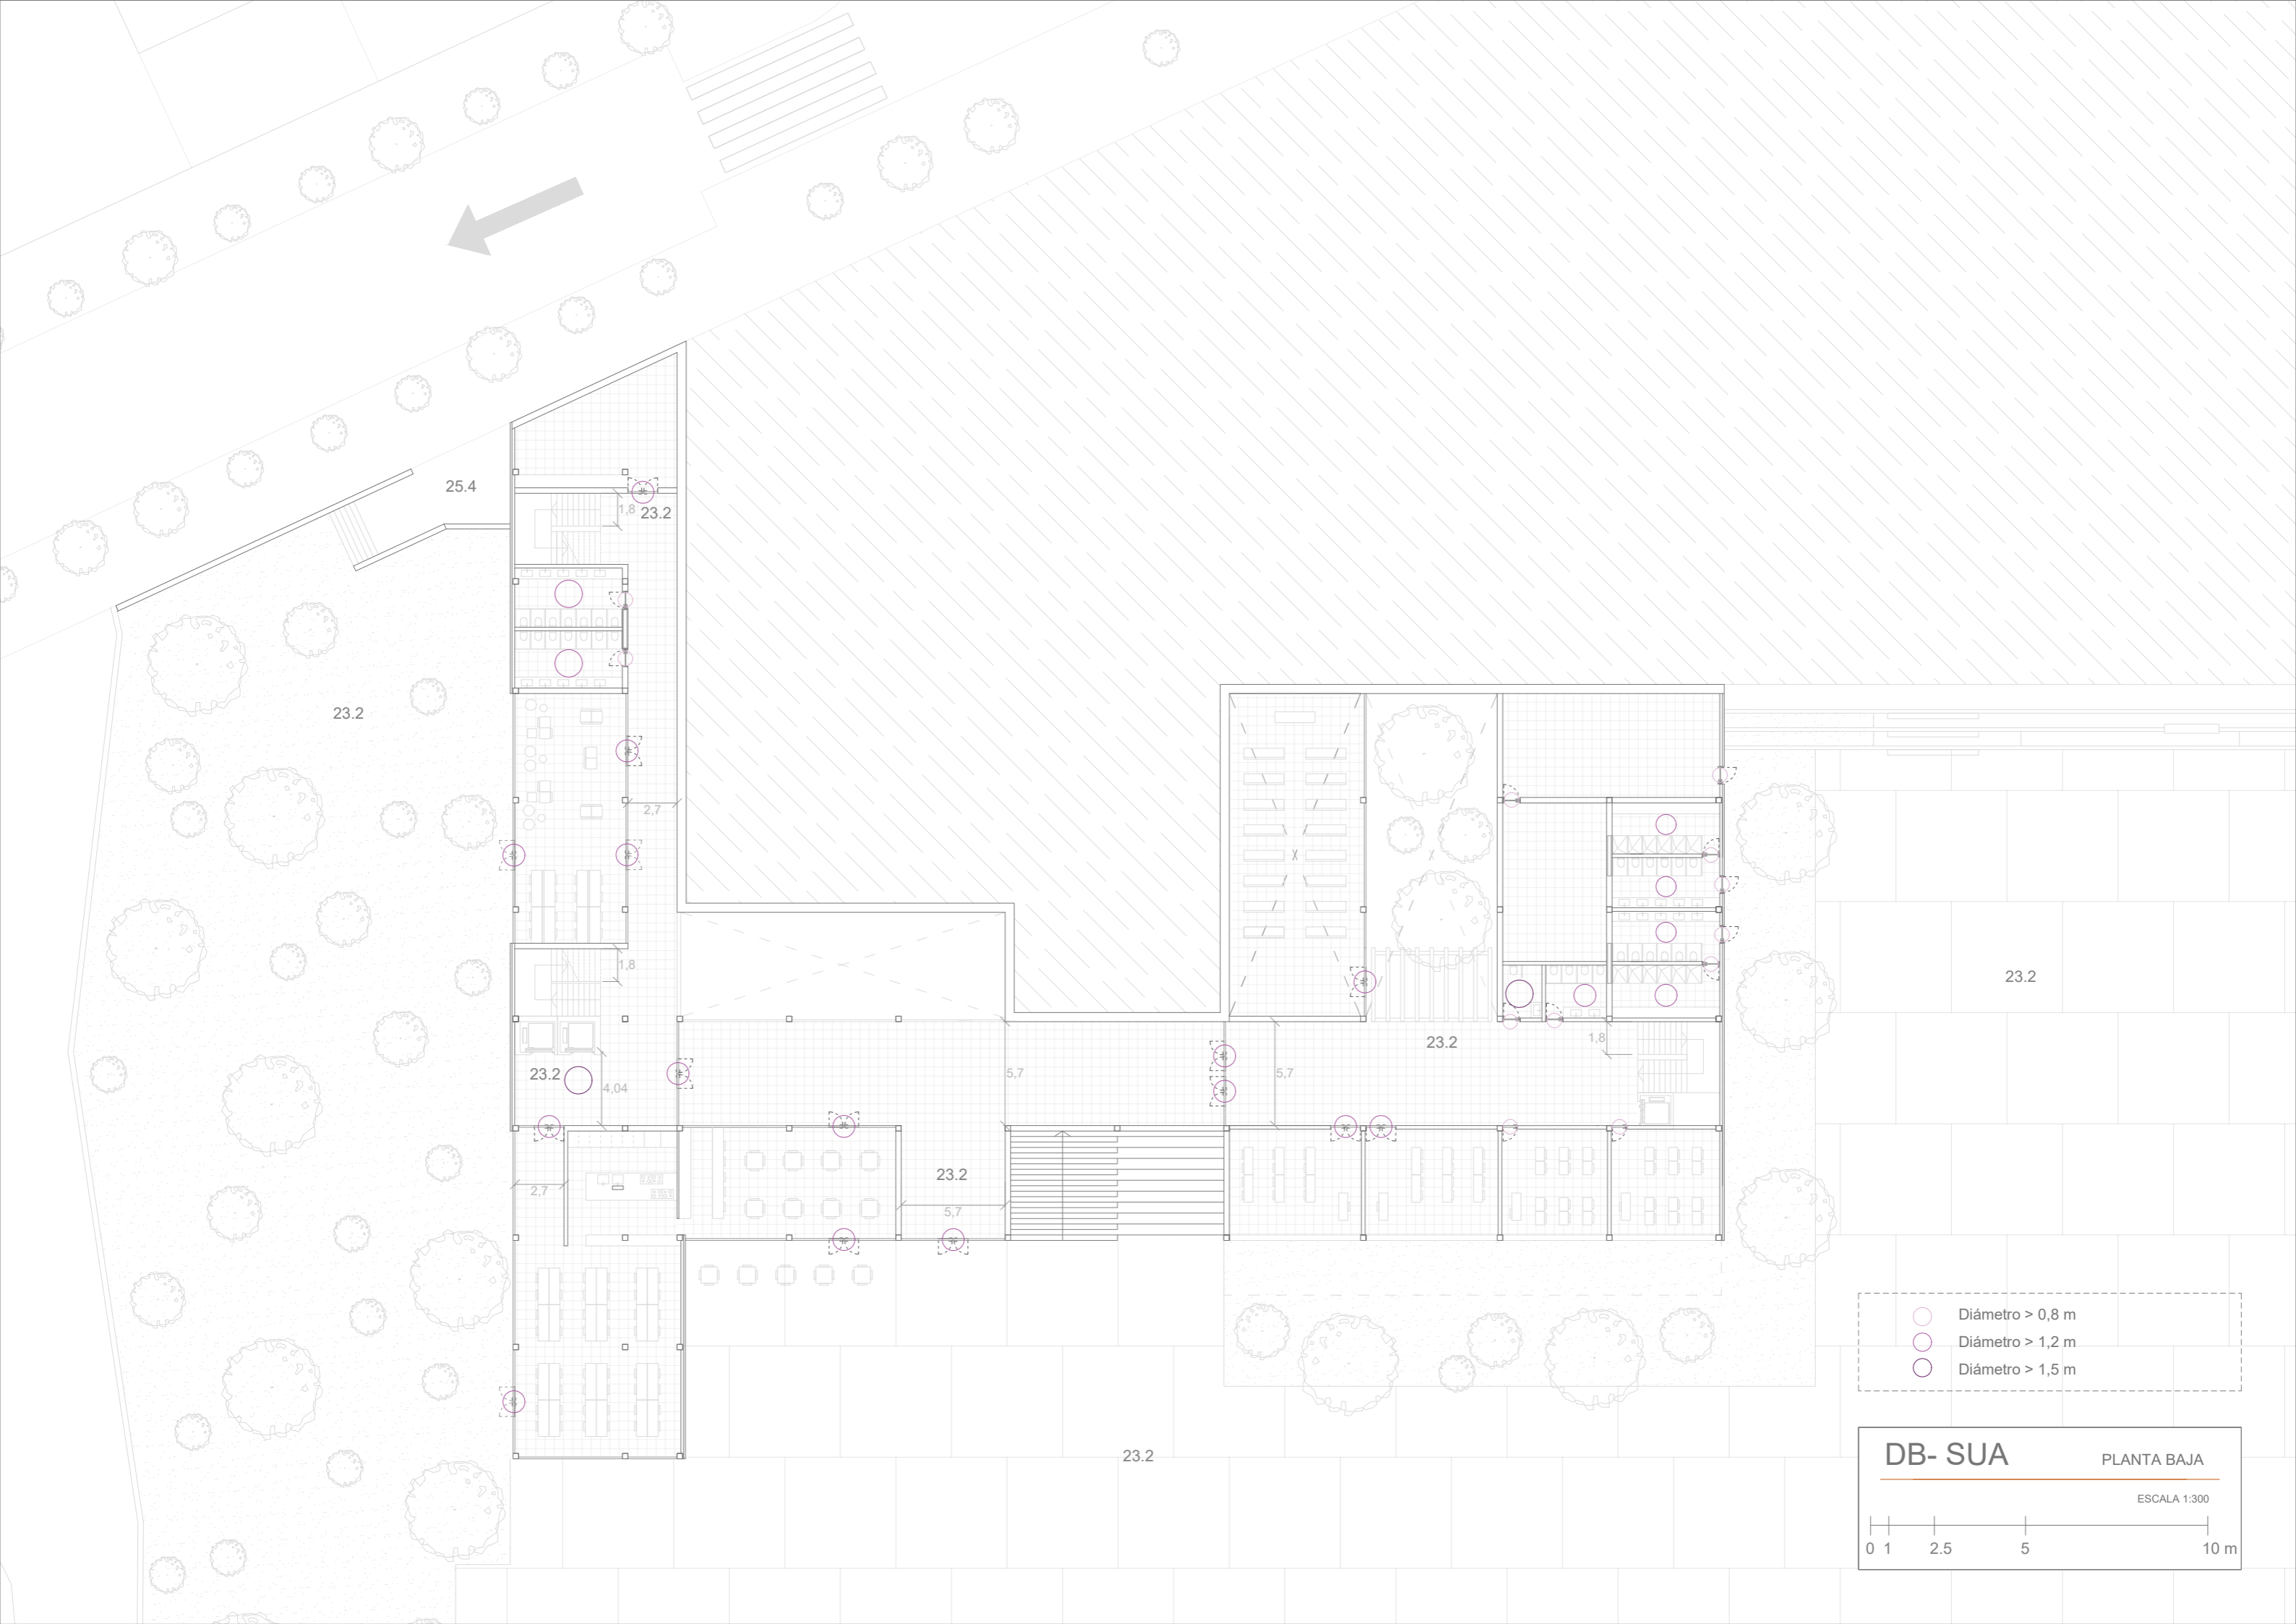 25.4
1,8
23.2
23.2
2,7
1,8
23.2
5,7
5,7
23.2
1,8
23.2
4,04
23.2
2,7
5,7
Diámetro > 0,8 m
Diámetro > 1,2 m
Diámetro > 1,5 m
23.2
DB- SUA PLANTA BAJA
ESCALA 1:300
0 1 2.5 5 10 m